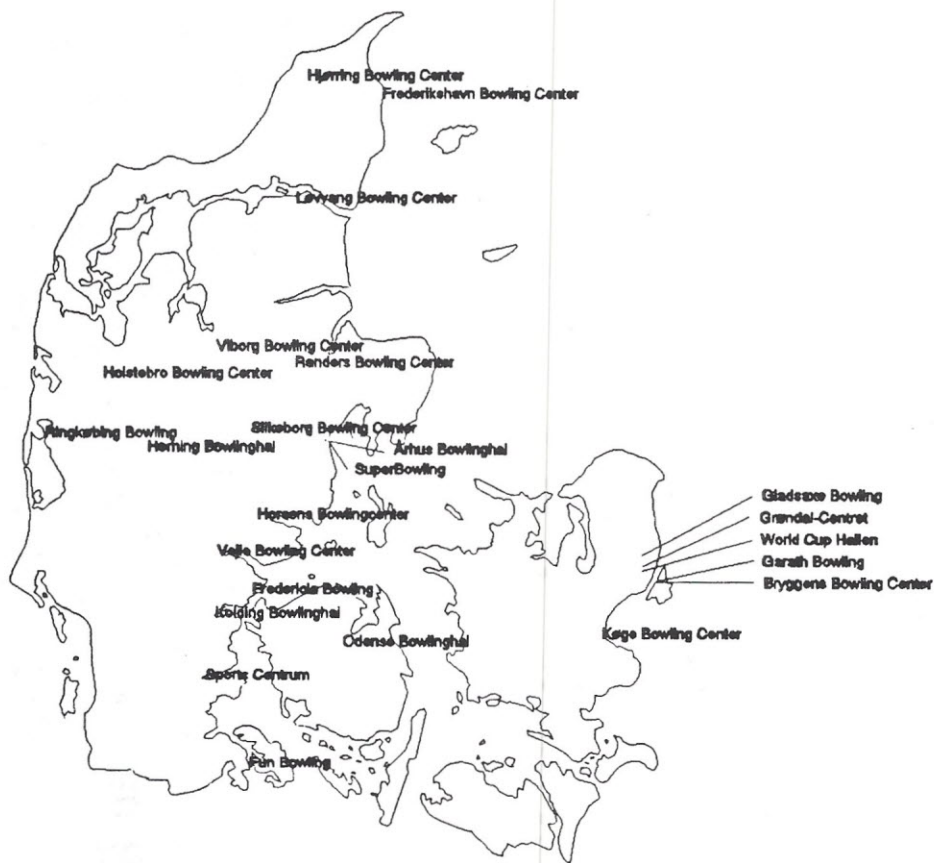 Hjørring Bowling Center
Frederikshavn Bowling Center
Løvvang Bowling Center
Viborg Bowling Center
Randers Bowling Center
Holstebro Bowling Center
Silkeborg Bowling Center
Ringkøbing Bowling
Herning Bowlinghal
Århus Bowlinghal
SuperBowling
Gladsaxe Bowling
Horsens Bowlingcenter
Grøndal-Centret
World Cup Hallen
Vejle Bowling Center
Garath Bowling
Bryggens Bowling Center
Fredericia Bowling
Kolding Bowlinghal
Køge Bowling Center
Odense Bowlinghal
Sports Centrum
Fun Bowling